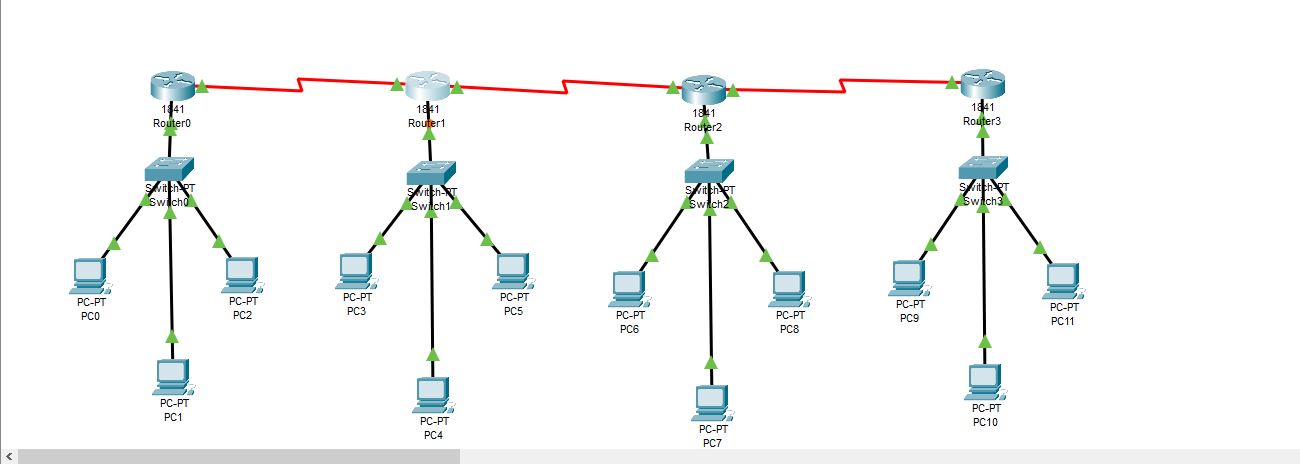 1841
Router0
1841
Router1
1841
Router2
1841
Router3
Switch-PT
Switch0
Switch-PT
Switch1
Switch-PT
Switch2
Switch-PT
Switch3
PC-PT
PC0
PC-PT
PC2
PC-PT
PC3
PC-PT
PC5
PC-PT
PC6
PC-PT
PC8
PC-PT
PC9
PC-PT
PC11
PC-PT
PC1
PC-PT
PC4
PC-PT
PC7
PC-PT
PC10